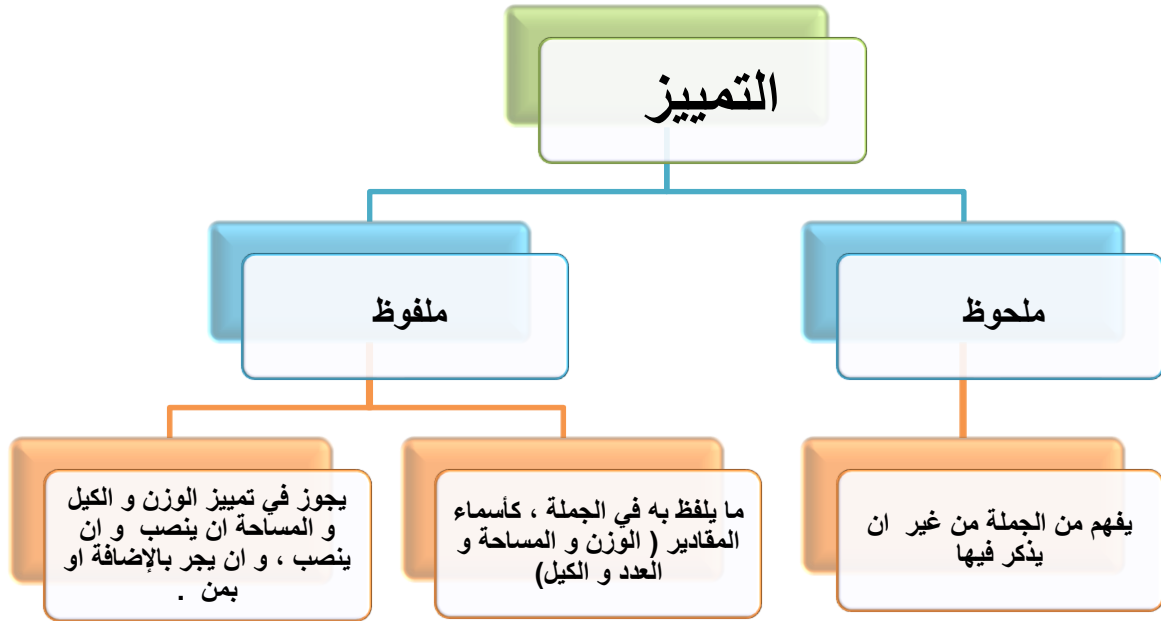 التمييز
ملحوظ
ملفوظ
يفهم من الجملة من غير ان
يذكر فيها
ما يلفظ به في الجملة ، كأسماء
المقادير ( الوزن و المساحة و
العدد و الكيل)
يجوز في تمييز الوزن و الكيل
و المساحة ان ينصب و ان
ينصب ، و ان يجر بالإضافة او
بمن .